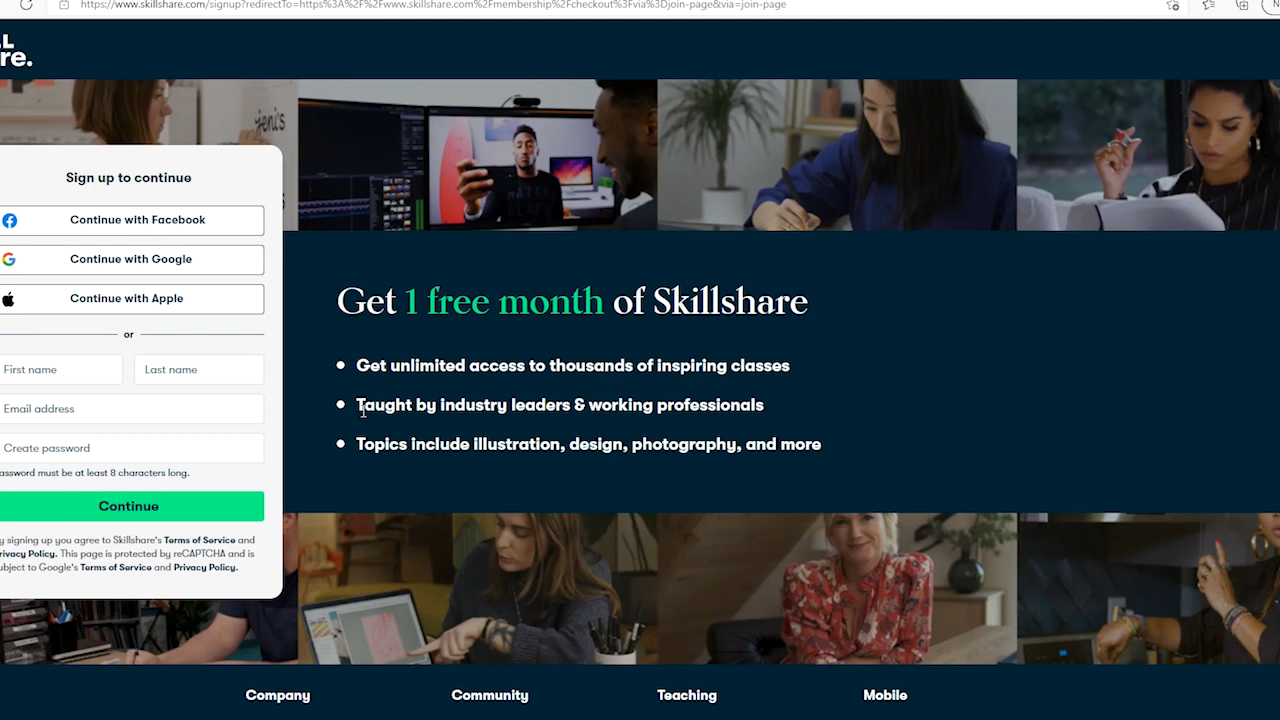 https://www.skillshare.com/signup?redirectTo=https%3A%2F%2Fwww.skillshare.com%2Fmembership%2Fcheckout%3Fvia%3Djoin-page&via=join-page
LL
re.
jeni's
MATTE
Sign up to continue
Continue with Facebook
Continue with Google
Continue with Apple
or
First name
Last name
Email address
Create password
assword must be at least 8 characters long.
Continue
y signing up you agree to Skillshare's Terms of Service and
rivacy Policy. This page is protected by reCAPTCHA and is
ubject to Google's Terms of Service and Privacy Policy.
Get 1 free month of Skillshare
• Get unlimited access to thousands of inspiring classes
• Taught by industry leaders & working professionals
• Topics include illustration, design, photography, and more
Company
Community
Teaching
Mobile